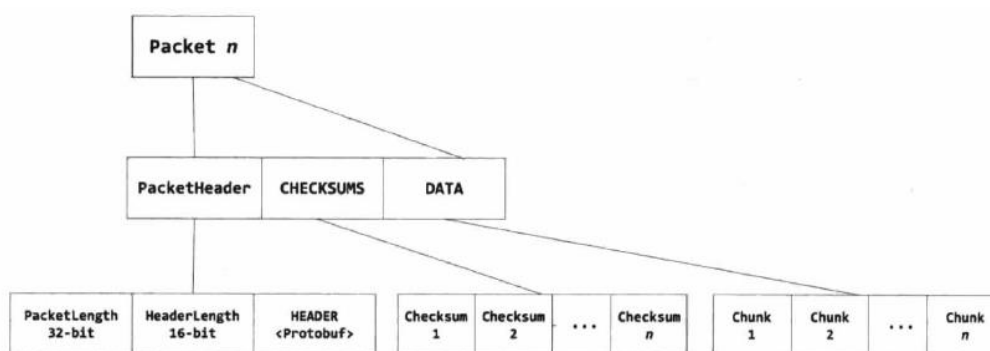 Packet n
PacketHeader CHECKSUMS DATA
PacketLength HeaderLength HEADER Checksum Checksum ... Checksum Chunk Chunk ... Chunk
32-bit 16-bit <Protobuf> 1 2 n 1 2 n